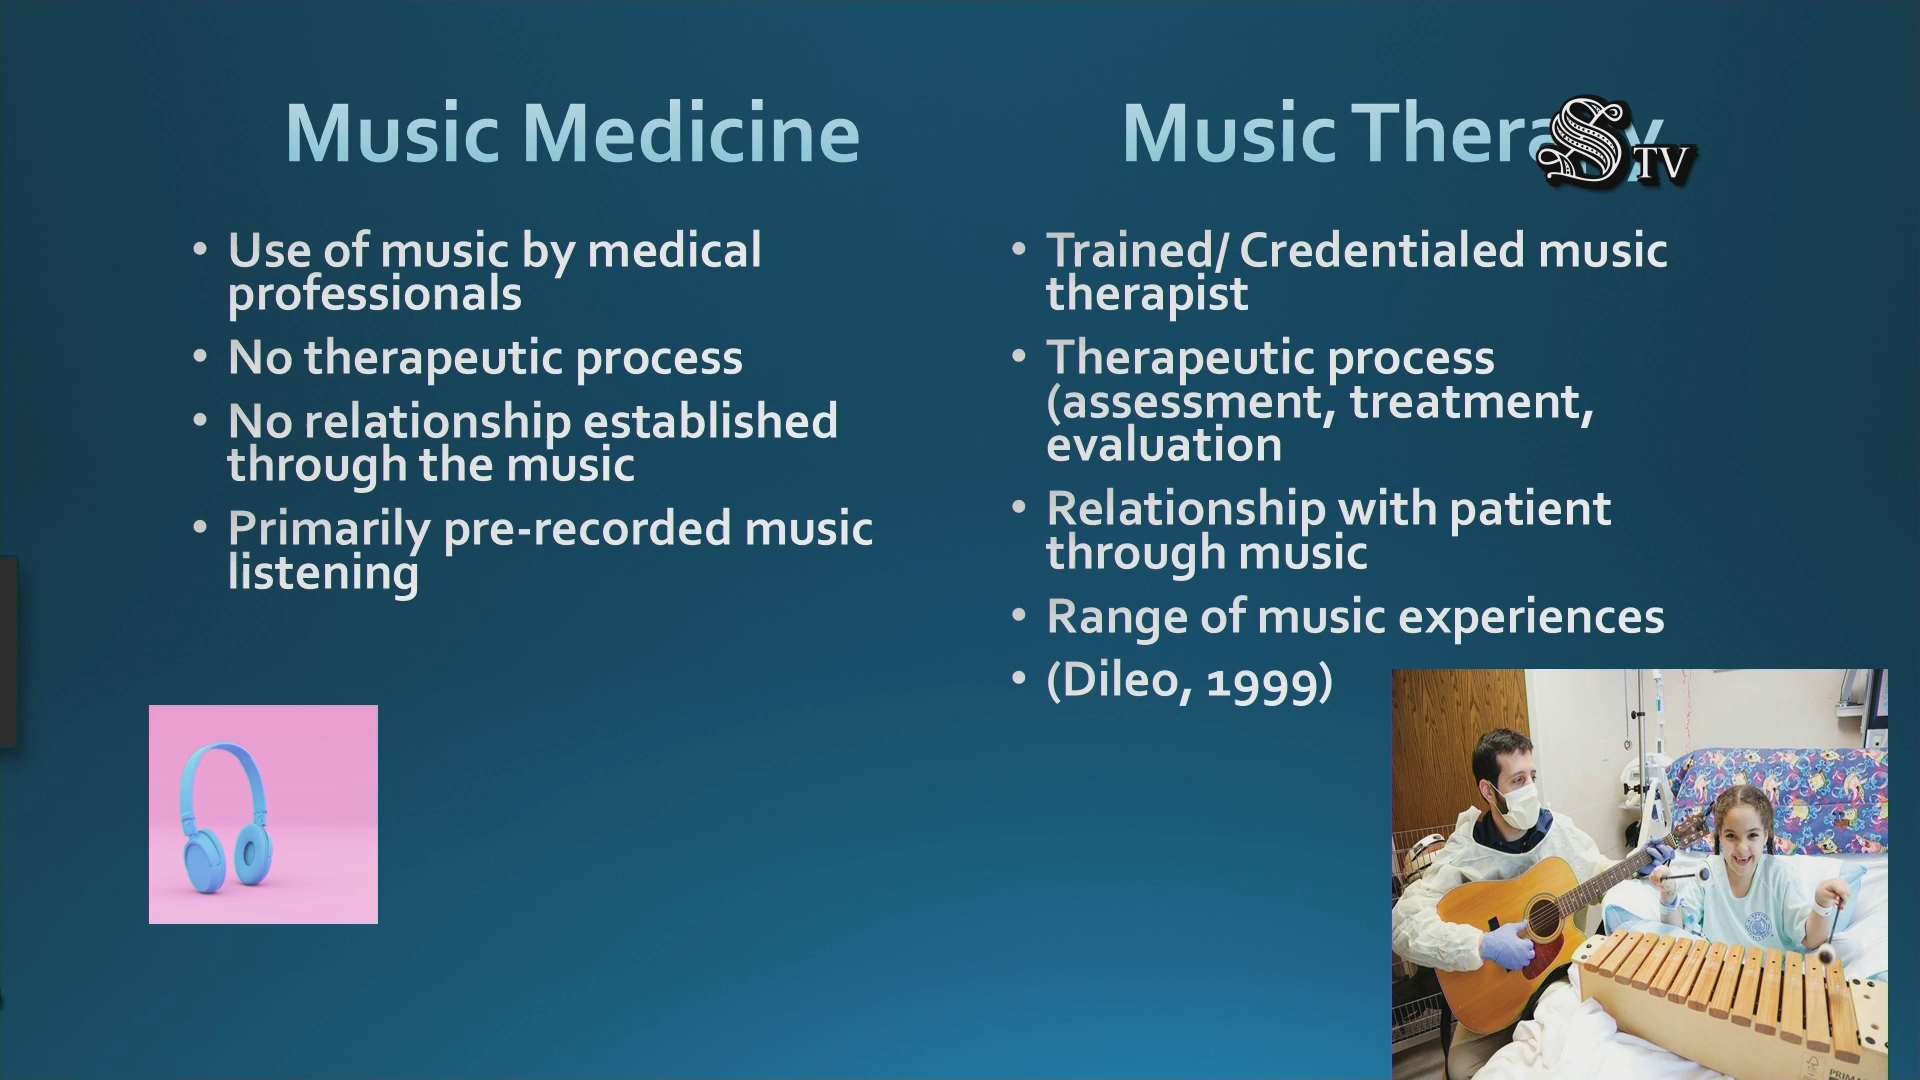 Music Medicine
• Use of music by medical
professionals
• No therapeutic process
• No relationship established
through the music
• Primarily pre-recorded music
listening
Music
S TV
• Trained/ Credentialed music
therapist
• Therapeutic process
(assessment, treatment,
evaluation
• Relationship with patient
through music
• Range of music experiences
• (Dileo, 1999)